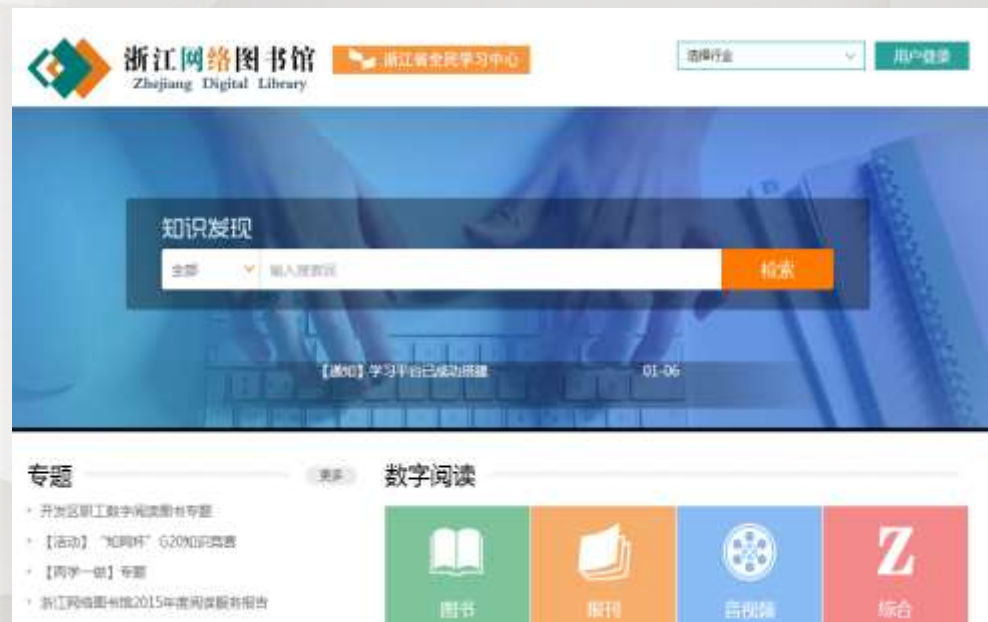 浙江网络图书馆
Zhejiang Digital Library
浙江省全民学习中心
选择行业
用户登录
知识发现
全部
输入搜索词
检索
【通知】学习平台已成功搭建
01-06
专题
更多
开发区职工数字阅读图书专题
【活动】“知网杯”G20知识竞赛
【两学一做】专题
浙江网络图书馆2015年度阅读服务报告
数字阅读
图书
报刊
音视频
Z
综合